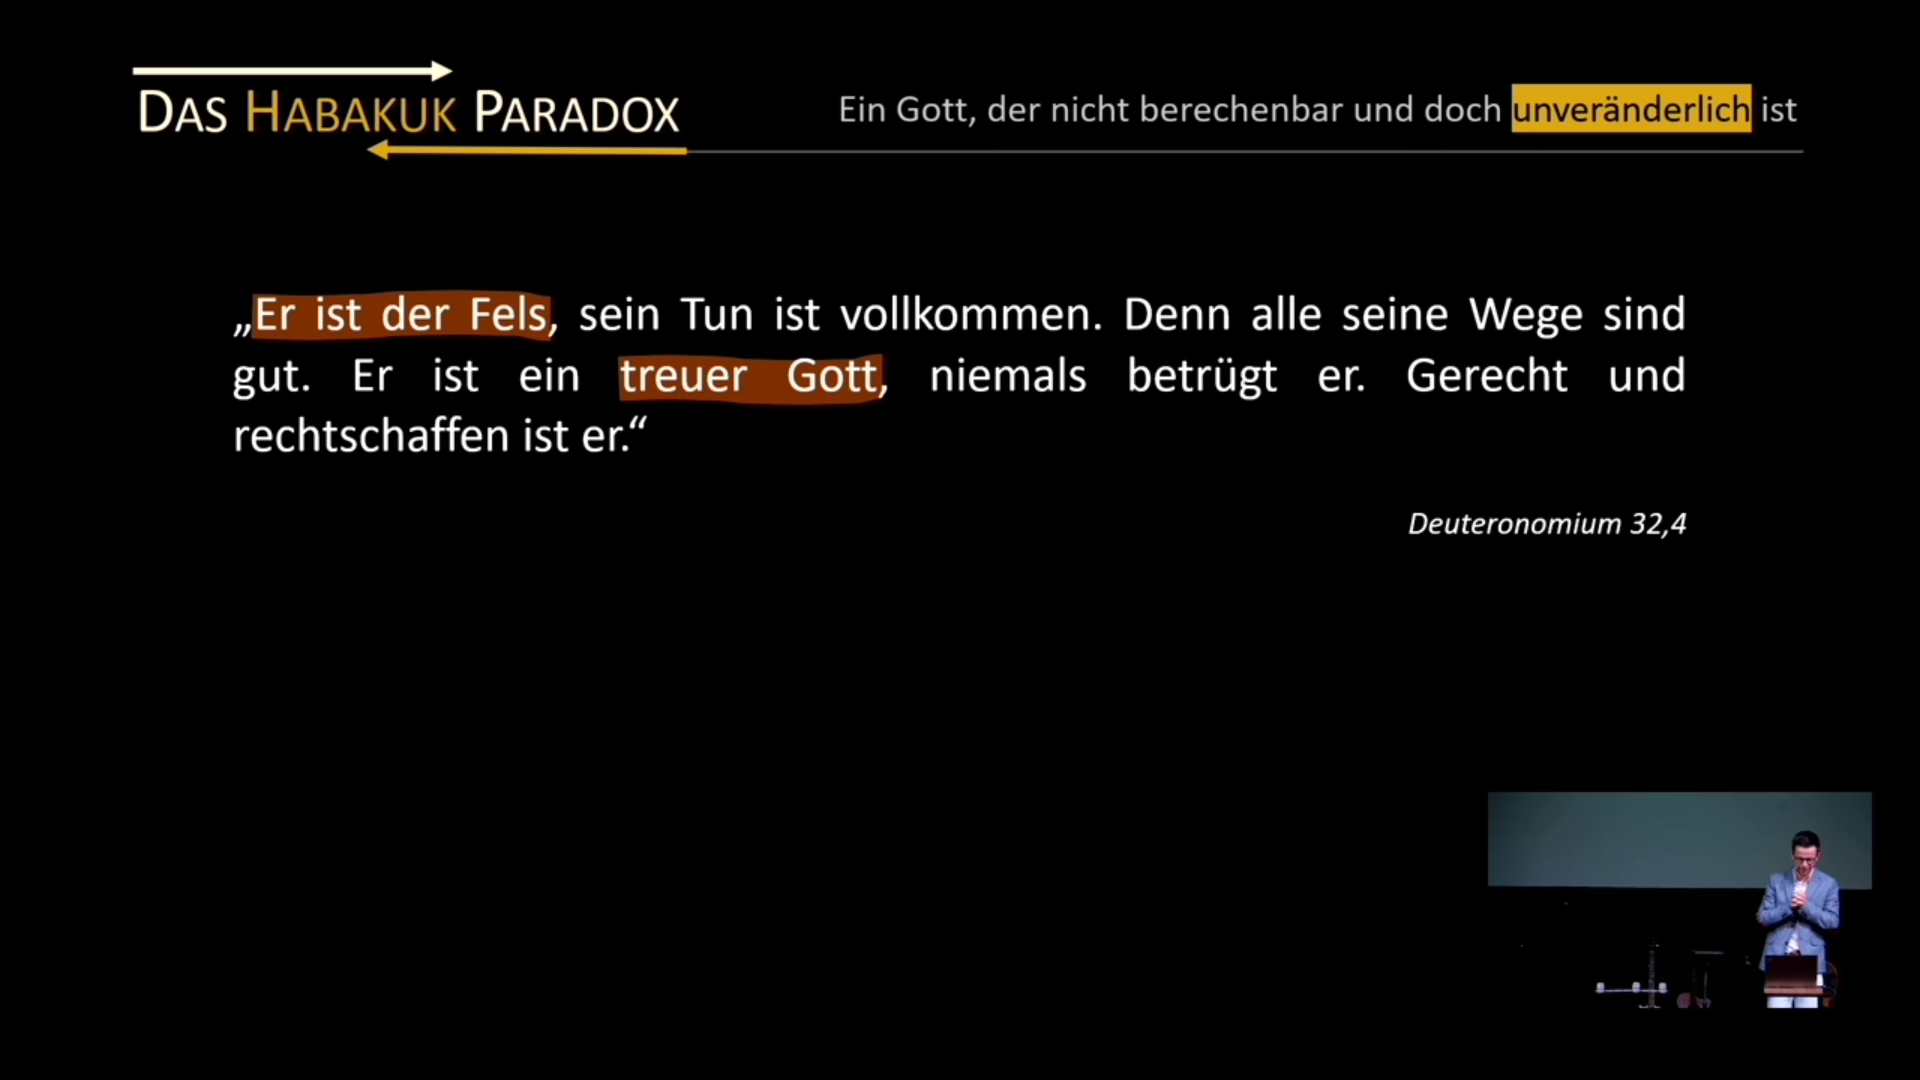 DAS HABAKUK PARADOX
Ein Gott, der nicht berechenbar und doch unveränderlich ist
„Er ist der Fels, sein Tun ist vollkommen. Denn alle seine Wege sind
gut. Er ist ein treuer Gott, niemals betrügt er. Gerecht und
rechtschaffen ist er.“
Deuteronomium 32,4